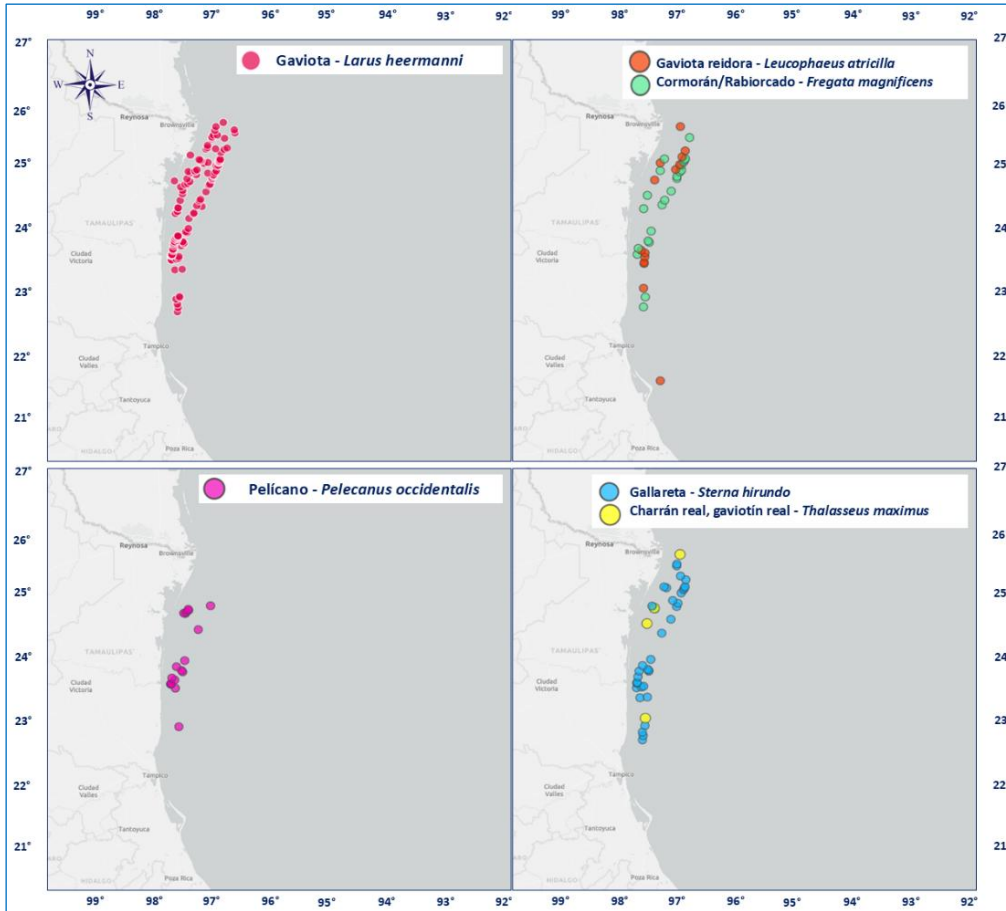 99° 98° 97° 96° 95° 94° 93° 92° 99° 98° 97° 96° 95° 94° 93° 92°
27°
26°
25°
24°
23°
22°
21°
N
W E
S
Gaviota - Larus heermanni
Reynosa
Brownsville
TAMAULIPAS
Ciudad
Victoria
Tampico
Ciudad
Valles
Tantoyuca
Poza Rica
HIDALGO
Gaviota reidora - Leucophaeus atricilla
Cormorán/Rabiorcado - Fregata magnificens
Reynosa
Brownsville
TAMAULIPAS
Ciudad
Victoria
Tampico
Ciudad
Valles
Tantoyuca
Poza Rica
ARO
HIDALGO
27
26
25
24
23
22
21
27°
26°
25°
24°
23°
22°
21°
Pelícano - Pelecanus occidentalis
Reynosa
Brownsville
TAMAULIPAS
Ciudad
Victoria
Tampico
Ciudad
Valles
Tantoyuca
Poza Rica
HIDALGO
Gallareta - Sterna hirundo
Charrán real, gaviotín real - Thalasseus maximus
Reynosa
Brownsville
TAMAULIPAS
Ciudad
Victoria
Tampico
Ciudad
Valles
Tantoyuca
Poza Rica
ARO
HIDALGO
27
26
25
24
23
22
21
99° 98° 97° 96° 95° 94° 93° 92° 99° 98° 97° 96° 95° 94° 93° 92°